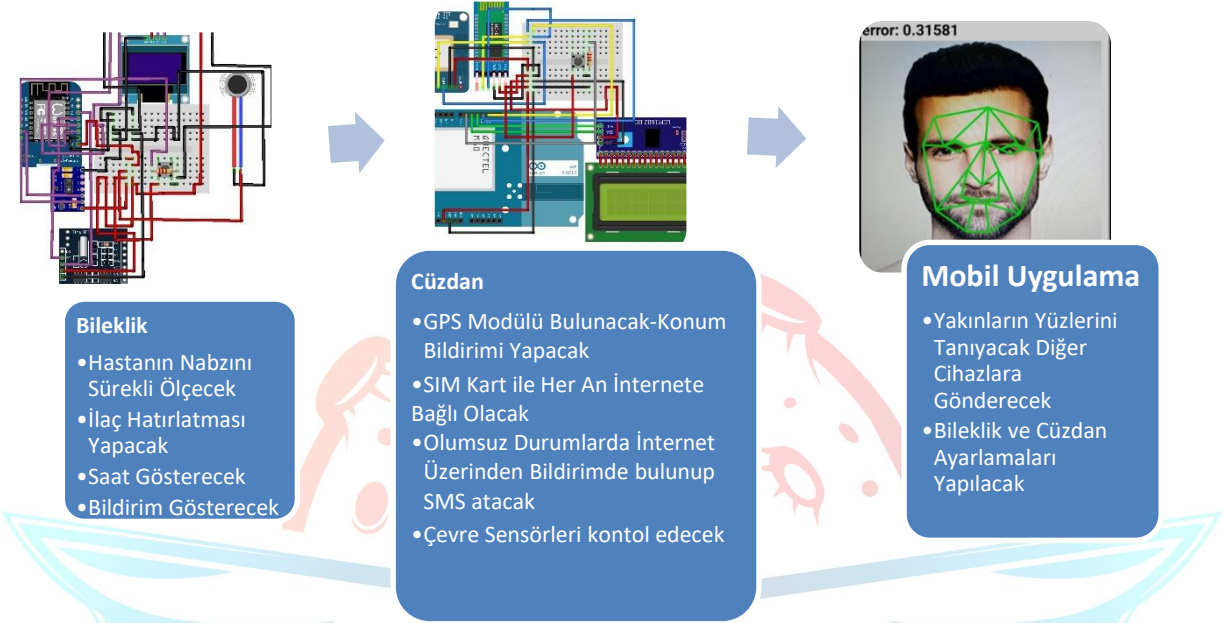 error: 0.31581
Bileklik
•Hastanın Nabzını
Sürekli Ölçecek
•İlaç Hatırlatması
Yapacak
•Saat Gösterecek
•Bildirim Gösterecek
Cüzdan
•GPS Modülü Bulunacak-Konum
Bildirimi Yapacak
•SIM Kart ile Her An İnternete
Bağlı Olacak
•Olumsuz Durumlarda İnternet
Üzerinden Bildirimde bulunup
SMS atacak
•Çevre Sensörleri kontol edecek
Mobil Uygulama
•Yakınların Yüzlerini
Tanıyacak Diğer
Cihazlara
Gönderecek
•Bileklik ve Cüzdan
Ayarlamaları
Yapılacak